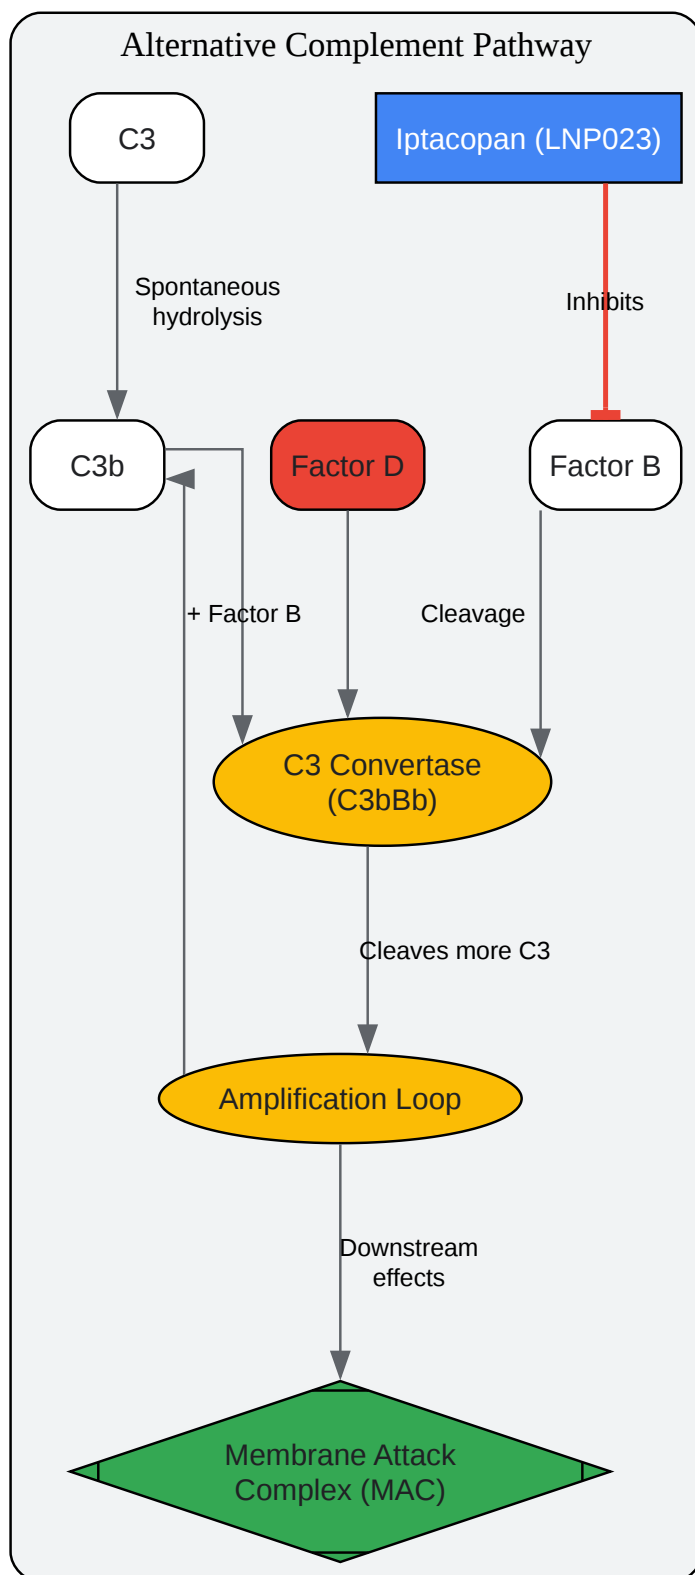 Alternative Complement Pathway
C3
Iptacopan (LNP023)
Spontaneous
hydrolysis
Inhibits
C3b
Factor D
Factor B
+ Factor B
Cleavage
C3 Convertase
(C3bBb)
Cleaves more C3
Amplification Loop
Downstream
effects
Membrane Attack
Complex (MAC)